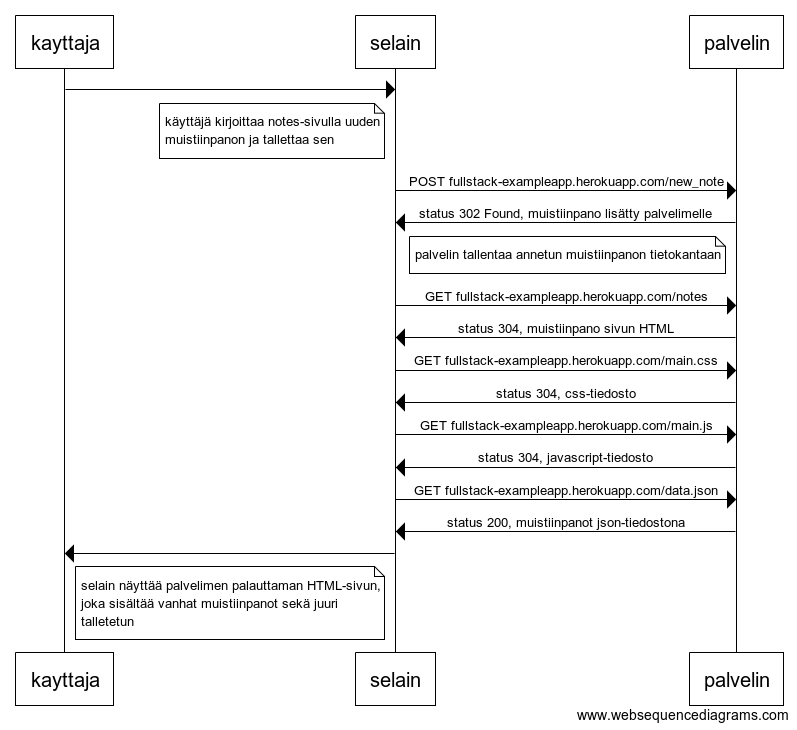 kayttaja
selain
palvelin
käyttäjä kirjoittaa notes-sivulla uuden
muistiinpanon ja tallettaa sen
POST fullstack-exampleapp.herokuapp.com/new_note
status 302 Found, muistiinpano lisätty palvelimelle
palvelin tallentaa annetun muistiinpanon tietokantaan
GET fullstack-exampleapp.herokuapp.com/notes
status 304, muistiinpano sivun HTML
GET fullstack-exampleapp.herokuapp.com/main.css
status 304, css-tiedosto
GET fullstack-exampleapp.herokuapp.com/main.js
status 304, javascript-tiedosto
GET fullstack-exampleapp.herokuapp.com/data.json
status 200, muistiinpanot json-tiedostona
selain näyttää palvelimen palauttaman HTML-sivun,
joka sisältää vanhat muistiinpanot sekä juuri
talletetun
kayttaja
selain
palvelin
www.websequencediagrams.com